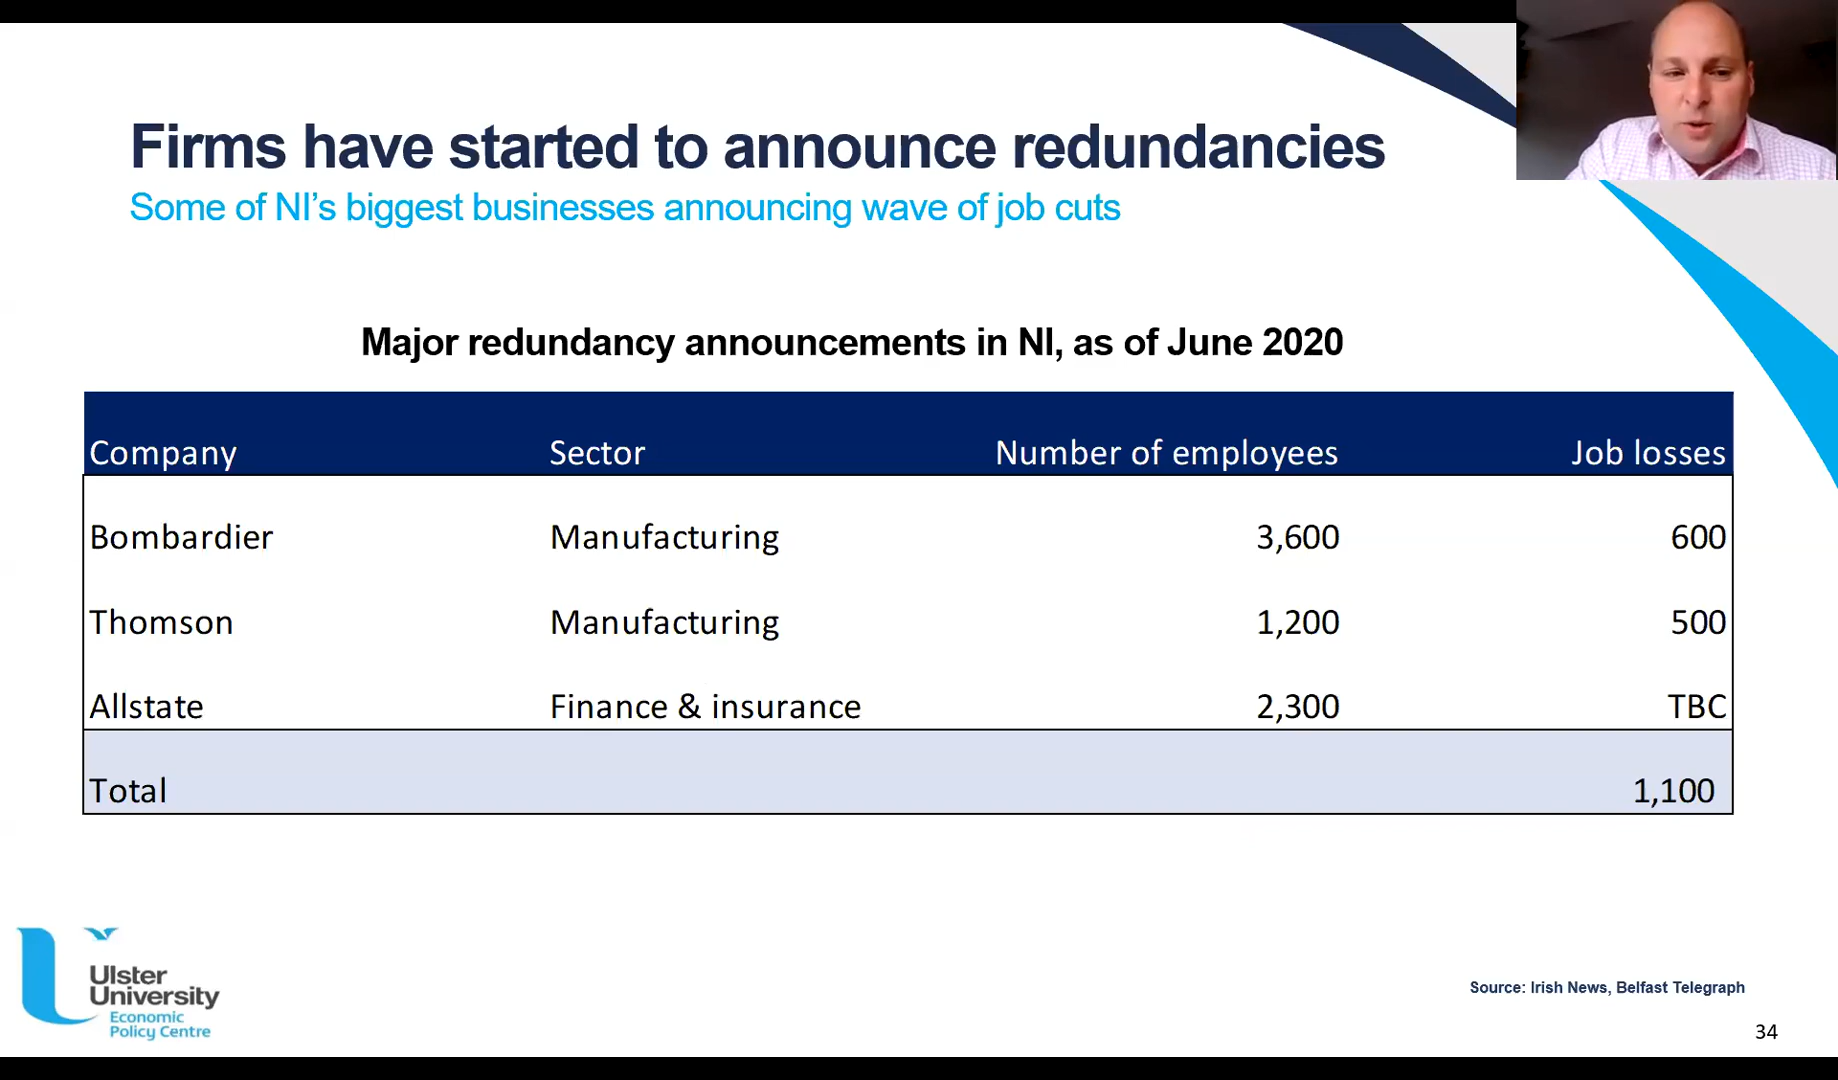 Firms have started to announce redundancies
Some of NI's biggest businesses announcing wave of job cuts
Major redundancy announcements in NI, as of June 2020
Company Sector Number of employees Job losses
Bombardier Manufacturing 3,600 600
Thomson Manufacturing 1,200 500
Allstate Finance & insurance 2,300 TBC
Total 1,100
Ulster
University
Economic
Policy Centre
Source: Irish News, Belfast Telegraph
34